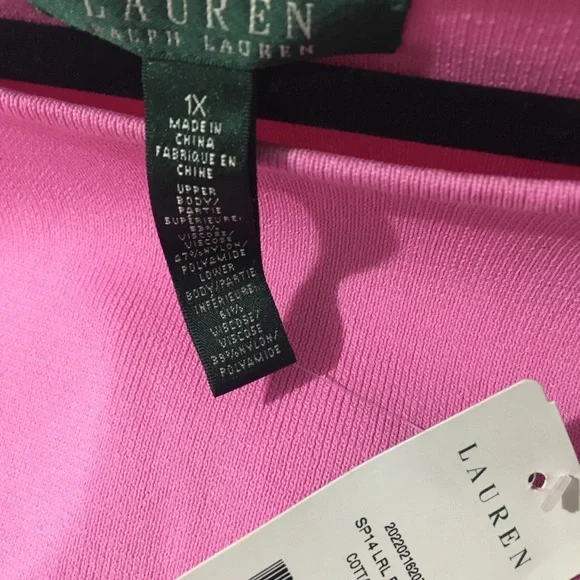 LAUREN
RALPH LAUREN
1X
MADE IN
CHINA
FABRIQUE EN
CHINE
UPPER
BODY/
PARTIE
SUPERIEURE:
53%
VISCOSE/
VISCOSE
47%NYLON/
POLYAMIDE
LOWER
BODY/PARTIE
INFERIEURE:
61%
VISCOSE/
VISCOSE
39%NYLON/
POLYAMIDE
LAUREN
2022021620
SP14 LRL